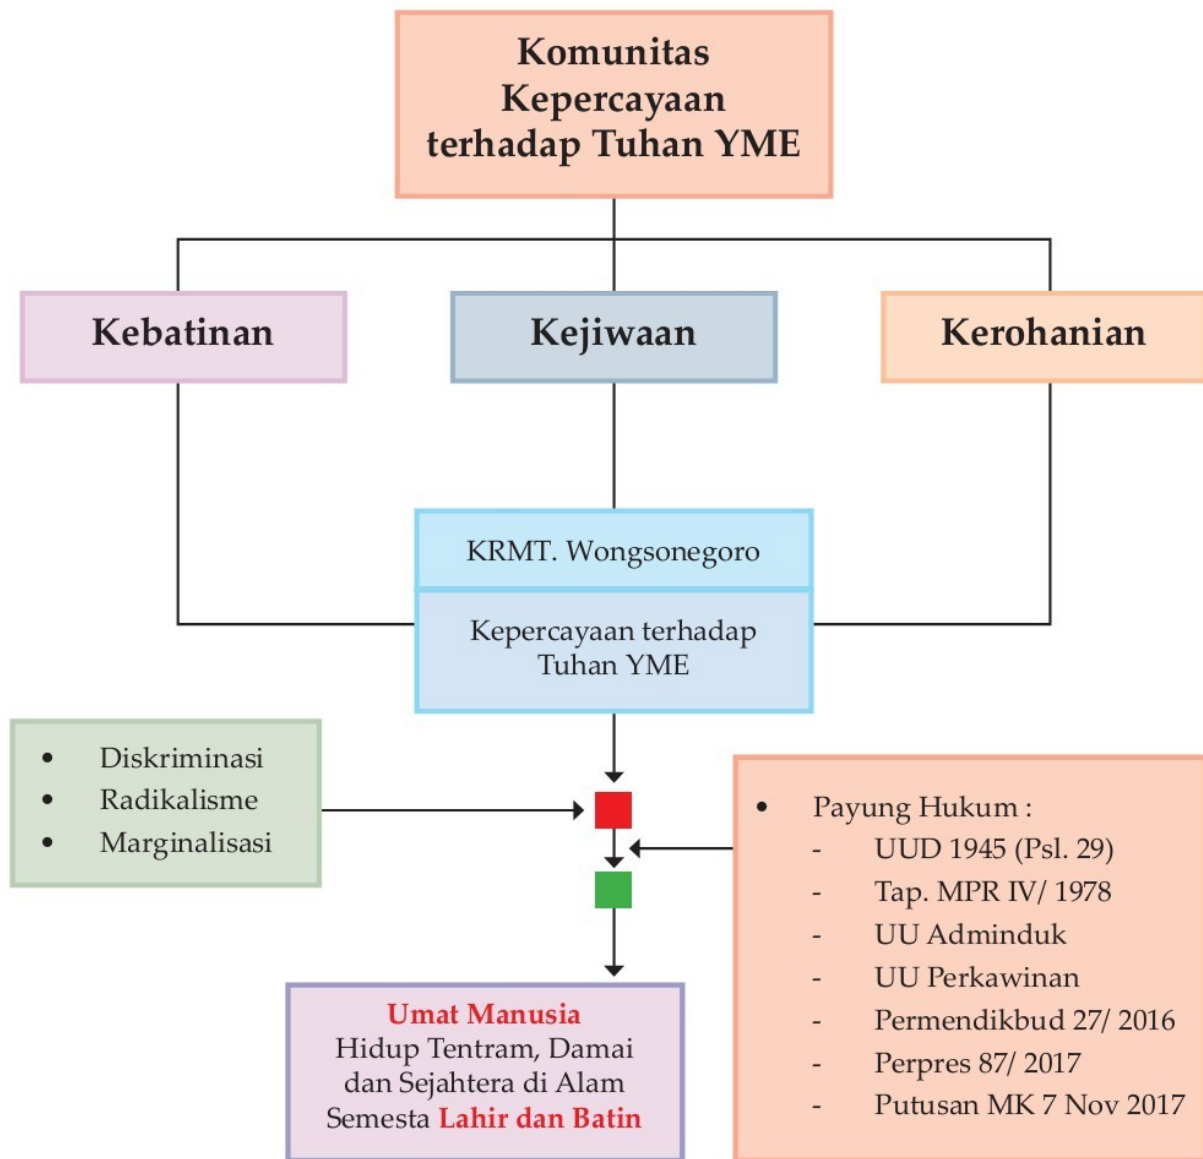 Komunitas
Kepercayaan
terhadap Tuhan YME
Kebatinan
Kejiwaan
Kerohanian
KRMT. Wongsonegoro
Kepercayaan terhadap
Tuhan YME
• Diskriminasi
• Radikalisme
• Marginalisasi
• Payung Hukum :
- UUD 1945 (Psl. 29)
- Tap. MPR IV/ 1978
- UU Adminduk
- UU Perkawinan
- Permendikbud 27/ 2016
- Perpres 87/ 2017
- Putusan MK 7 Nov 2017
Umat Manusia
Hidup Tentram, Damai
dan Sejahtera di Alam
Semesta Lahir dan Batin